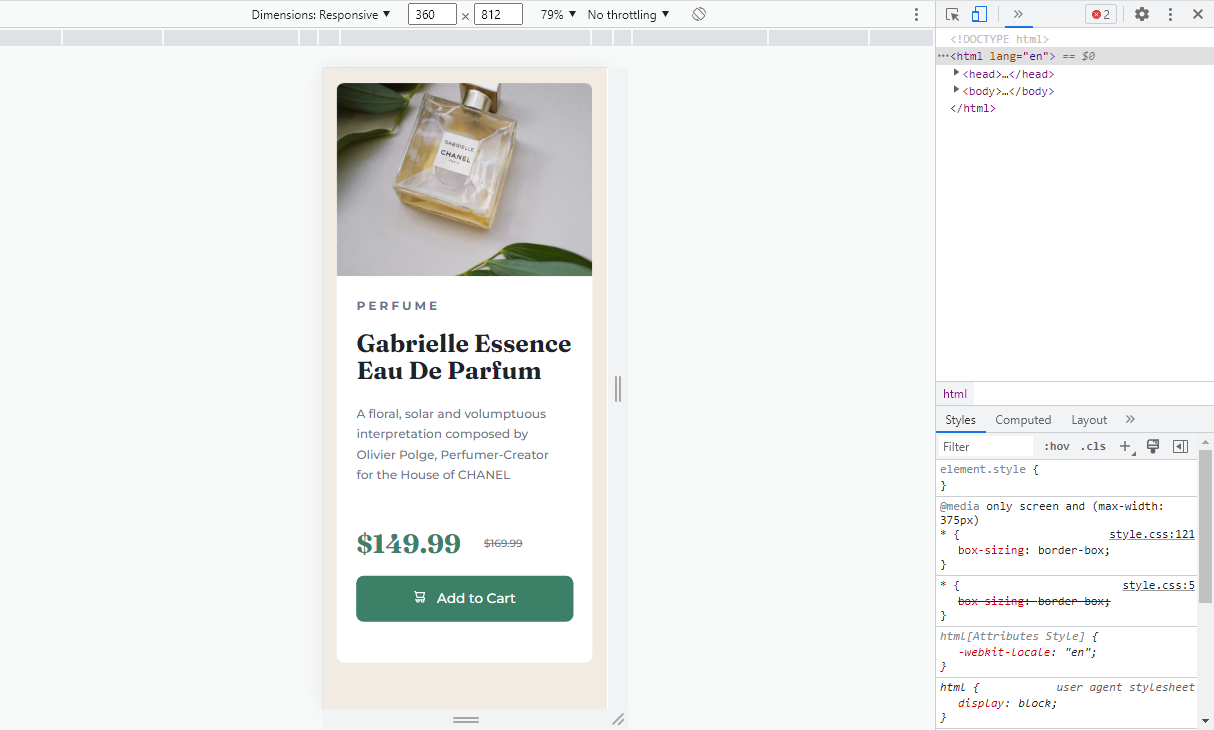 Dimensions: Responsive ▼ 360 × 812 79% ▼ No throttling ▼
2
<!DOCTYPE html>
···<html lang="en"> == $0
<head>…</head>
<body>…</body>
</html>
GABRIELLE
CHANEL
PARIS
PERFUME
Gabrielle Essence
Eau De Parfum
A floral, solar and volumptuous
interpretation composed by
Olivier Polge, Perfumer-Creator
for the House of CHANEL
$149.99 $169.99
Add to Cart
html
Styles Computed Layout »
Filter :hov .cls +
element.style {
}
@media only screen and (max-width:
375px)
* { style.css:121
box-sizing: border-box;
}
* { style.css:5
box-sizing: border-box;
}
html[Attributes Style] {
-webkit-locale: "en";
}
html { user agent stylesheet
display: block;
}